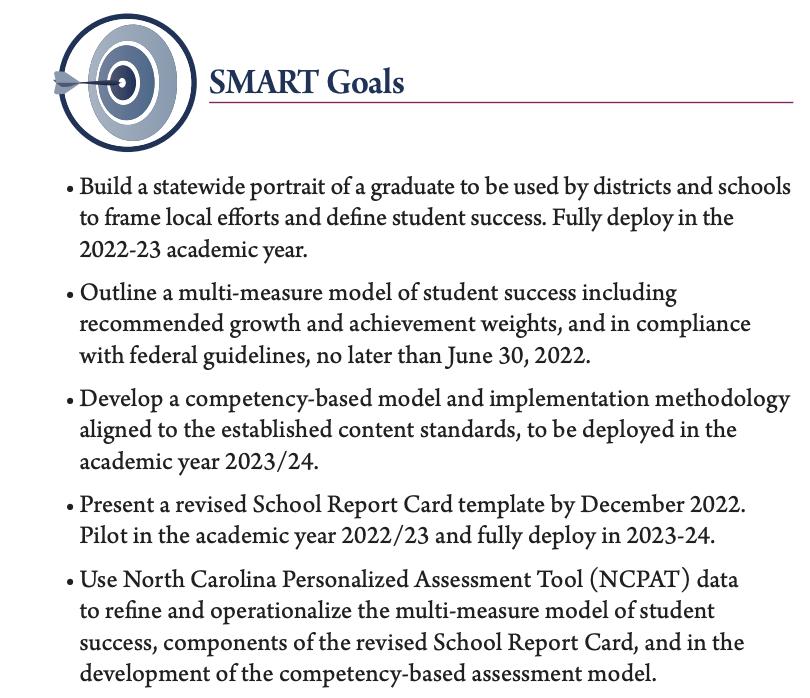 SMART Goals
• Build a statewide portrait of a graduate to be used by districts and schools
to frame local efforts and define student success. Fully deploy in the
2022-23 academic year.
• Outline a multi-measure model of student success including
recommended growth and achievement weights, and in compliance
with federal guidelines, no later than June 30, 2022.
• Develop a competency-based model and implementation methodology
aligned to the established content standards, to be deployed in the
academic year 2023/24.
• Present a revised School Report Card template by December 2022.
Pilot in the academic year 2022/23 and fully deploy in 2023-24.
• Use North Carolina Personalized Assessment Tool (NCPAT) data
to refine and operationalize the multi-measure model of student
success, components of the revised School Report Card, and in the
development of the competency-based assessment model.